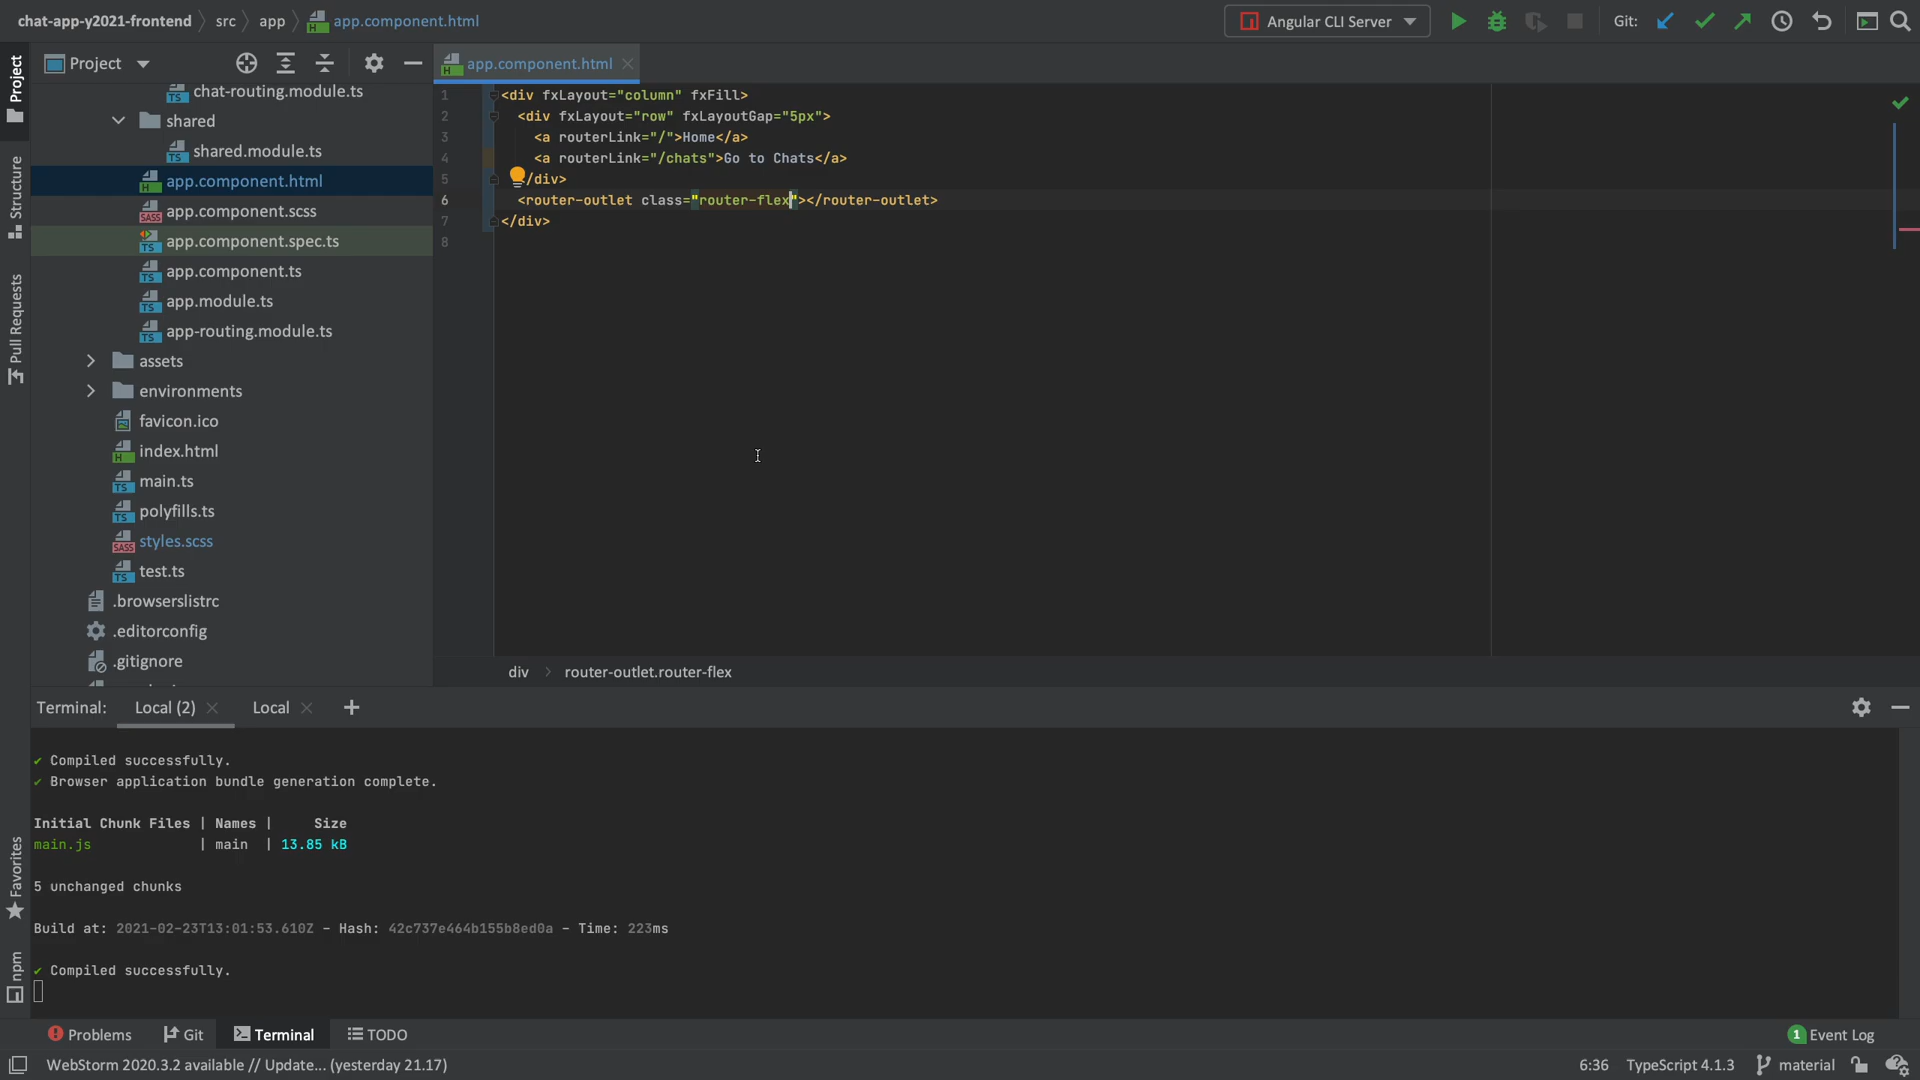 chat-app-y2021-frontend
src
app
app.component.html
Angular CLI Server
Git:
Project
Structure
Pull Requests
Favorites
npm
Project
chat-routing.module.ts
shared
shared.module.ts
app.component.html
app.component.scss
app.component.spec.ts
app.component.ts
app.module.ts
app-routing.module.ts
assets
environments
favicon.ico
index.html
main.ts
polyfills.ts
styles.scss
test.ts
.browserslistrc
.editorconfig
.gitignore
app.component.html
1 <div fxLayout="column" fxFill>
2 <div fxLayout="row" fxLayoutGap="5px">
3 <a routerLink="/">Home</a>
4 <a routerLink="/chats">Go to Chats</a>
5 /div>
6 <router-outlet class="router-flex"></router-outlet>
7 </div>
8
div
router-outlet.router-flex
Terminal:
Local (2)
Local
✔ Compiled successfully.
✔ Browser application bundle generation complete.
Initial Chunk Files | Names | Size
main.js | main | 13.85 kB
5 unchanged chunks
Build at: 2021-02-23T13:01:53.610Z - Hash: 42c737e464b155b8ed0a - Time: 223ms
✔ Compiled successfully.
Problems
Git
Terminal
TODO
1 Event Log
WebStorm 2020.3.2 available // Update... (yesterday 21.17)
6:36
TypeScript 4.1.3
material